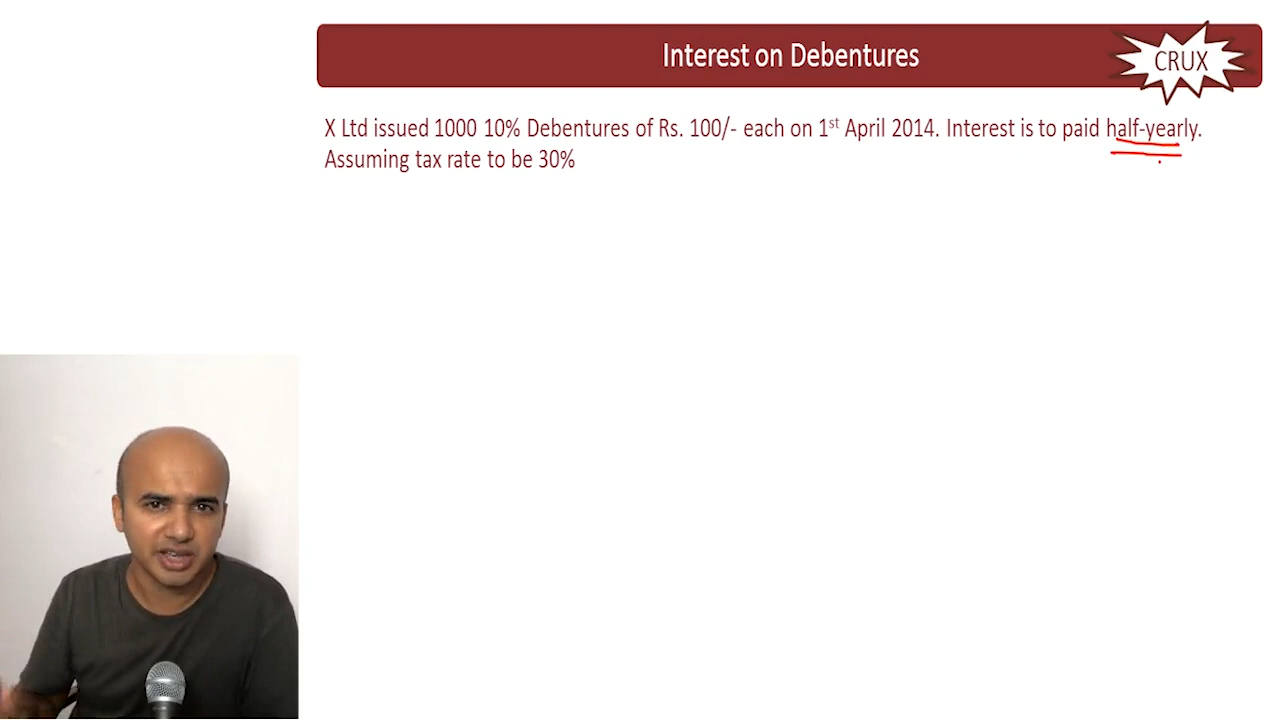 Interest on Debentures
CRUX
X Ltd issued 1000 10% Debentures of Rs. 100/- each on 1st April 2014. Interest is to paid half-yearly.
Assuming tax rate to be 30%